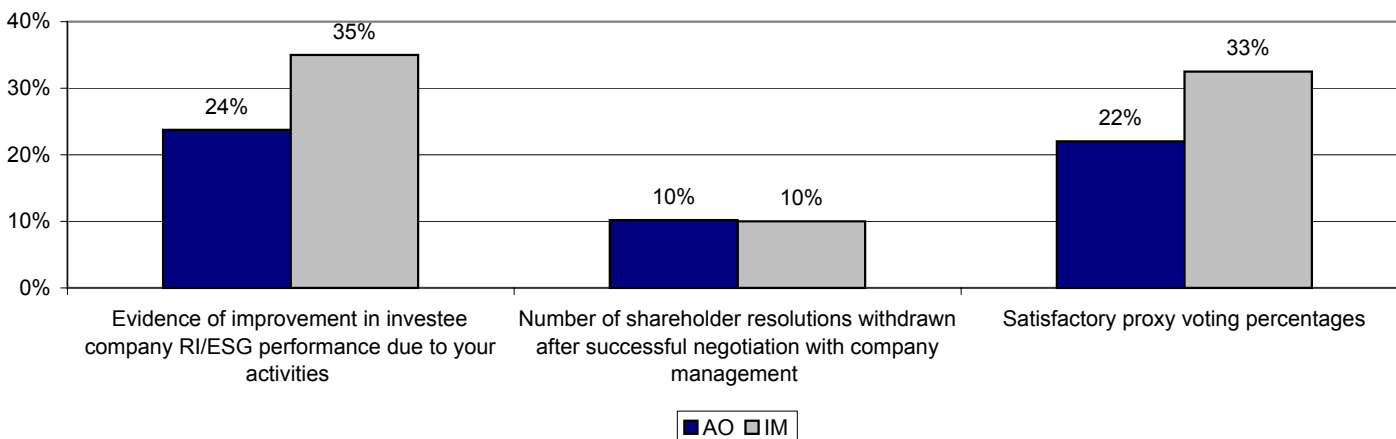 40%
35%
33%
30%
24%
22%
20%
10%
10%
10%
0%
Evidence of improvement in investee
company RI/ESG performance due to your
activities
Number of shareholder resolutions withdrawn
after successful negotiation with company
management
Satisfactory proxy voting percentages
AO IM